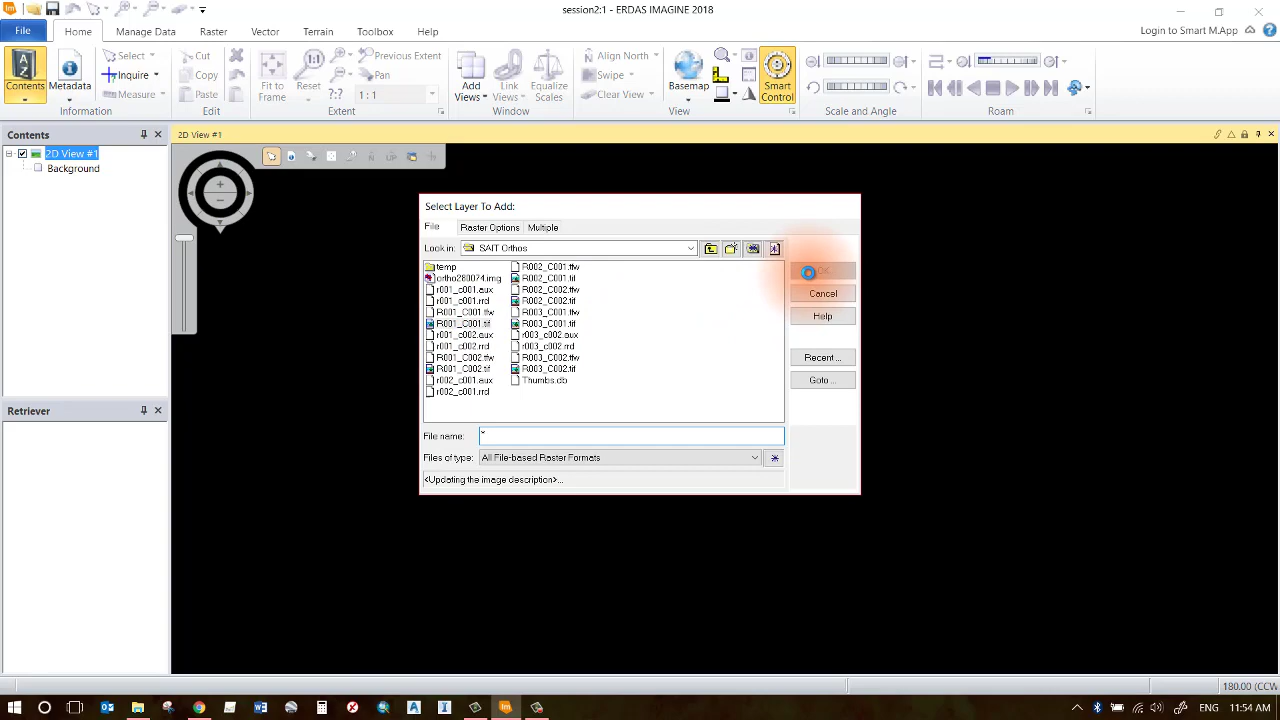 session2:1 - ERDAS IMAGINE 2018
File
Home
Manage Data
Raster
Vector
Terrain
Toolbox
Help
Login to Smart M.App
Contents
Metadata
Select
Inquire
Measure
Information
Cut
Copy
Paste
Edit
Fit to
Frame
1:1
Reset
?:?
Previous Extent
Pan
1 : 1
Extent
Add
Views
Link
Views
Equalize
Scales
Window
Align North
Swipe
Clear View
Basemap
Smart
Control
View
Scale and Angle
Roam
Contents
2D View #1
Background
Retriever
2D View #1
N
UP
Select Layer To Add:
File
Raster Options
Multiple
Look in:
SAIT Orthos
temp
ortho280074.img
r001_c001.aux
r001_c001.rrd
R001_C001.tfw
R001_C001.tif
r001_c002.aux
r001_c002.rrd
R001_C002.tfw
R001_C002.tif
r002_c001.aux
r002_c001.rrd
R002_C001.tfw
R002_C001.tif
R002_C002.tfw
R002_C002.tif
R003_C001.tfw
R003_C001.tif
r003_c002.aux
r003_c002.rrd
R003_C002.tfw
R003_C002.tif
Thumbs.db
OK
Cancel
Help
Recent ...
Goto ...
File name:
*
Files of type:
All File-based Raster Formats
<Updating the image description>...
180.00 (CCW
ENG
11:54 AM